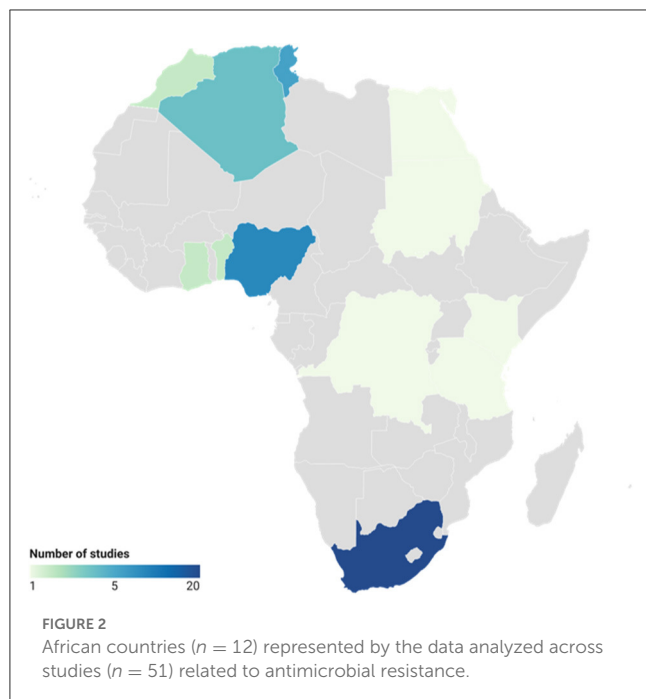 Number of studies
1 5 20
FIGURE 2
African countries (n = 12) represented by the data analyzed across
studies (n = 51) related to antimicrobial resistance.